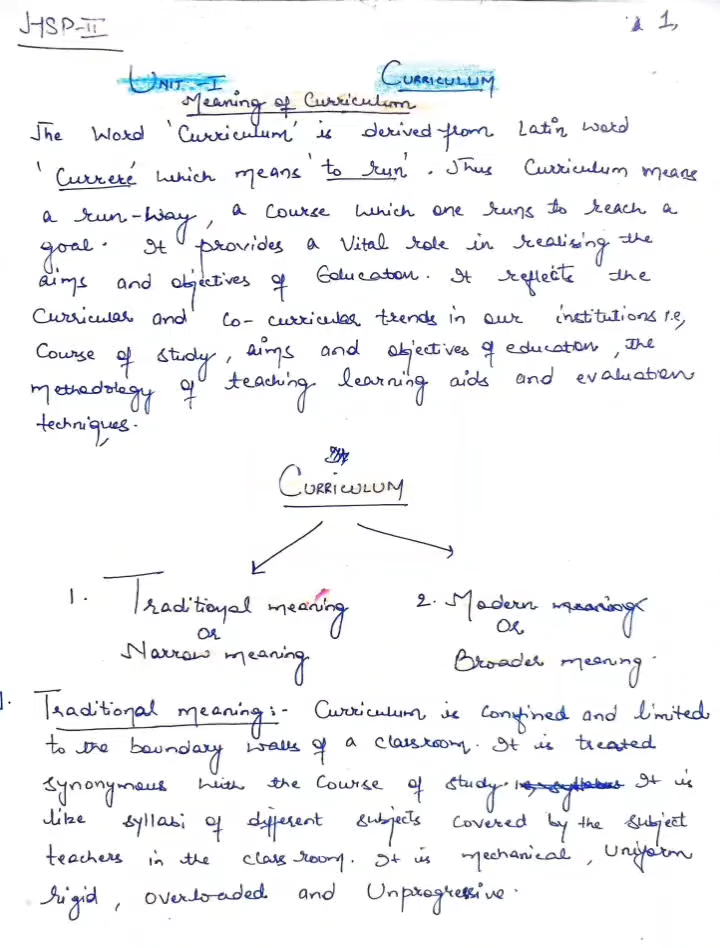 JHSP-II
1,
UNIT-I CURRICULUM
Meaning of Curriculum
The Word 'Curriculum' is derived from Latin word
'Currere' which means 'to run'. Thus Curriculum means
a run-way, a course which one runs to reach a
goal. It provides a vital role in realising the
aims and objectives of Education. It reflects the
Curricular and Co-curricular trends in our institutions i.e,
Course of study, aims and objectives of education, the
methodology of teaching learning aids and evaluation
techniques.
CURRICULUM
1. Traditional meaning 2. Modern meaning
or OR
Narrow meaning Broader meaning.
1. Traditional meaning:- Curriculum is confined and limited
to the boundary walls of a classroom. It is treated
synonymous with the Course of study. It is
like syllabi of different subjects covered by the subject
teachers in the class room. It is mechanical, Uniform
rigid, overloaded and Unprogressive.